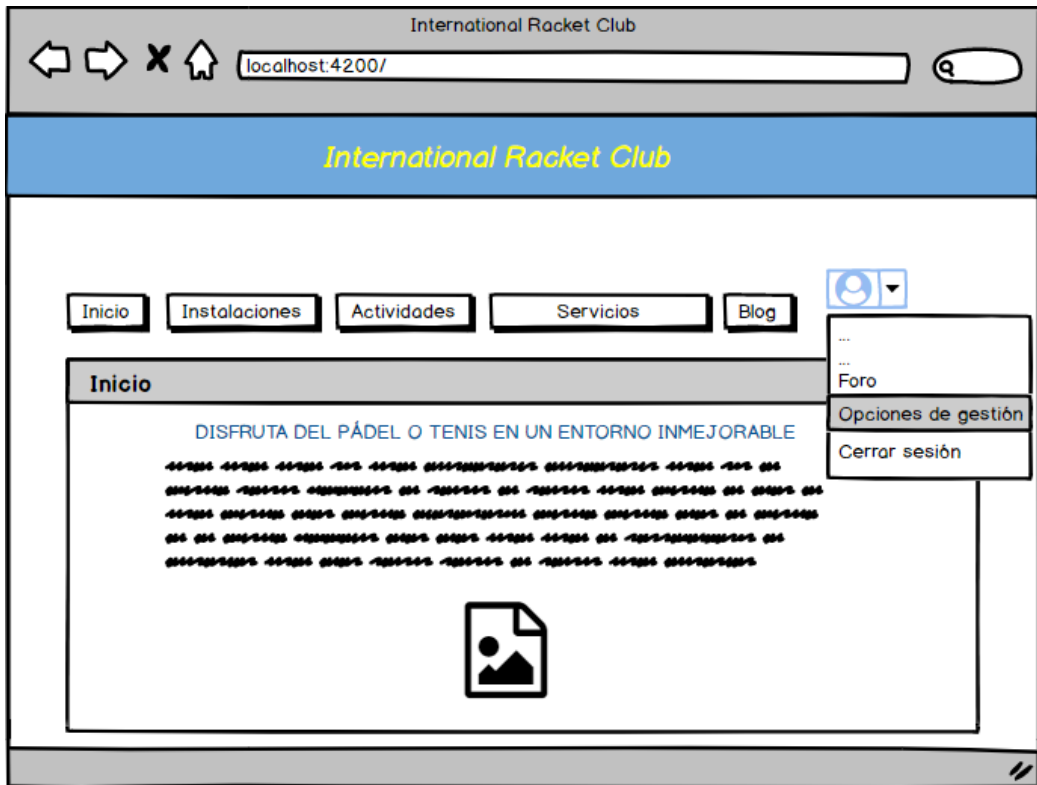 International Racket Club
localhost:4200/
International Racket Club
Inicio Instalaciones Actividades Servicios Blog
...
...
Foro
Opciones de gestión
Cerrar sesión
Inicio
DISFRUTA DEL PÁDEL O TENIS EN UN ENTORNO INMEJORABLE